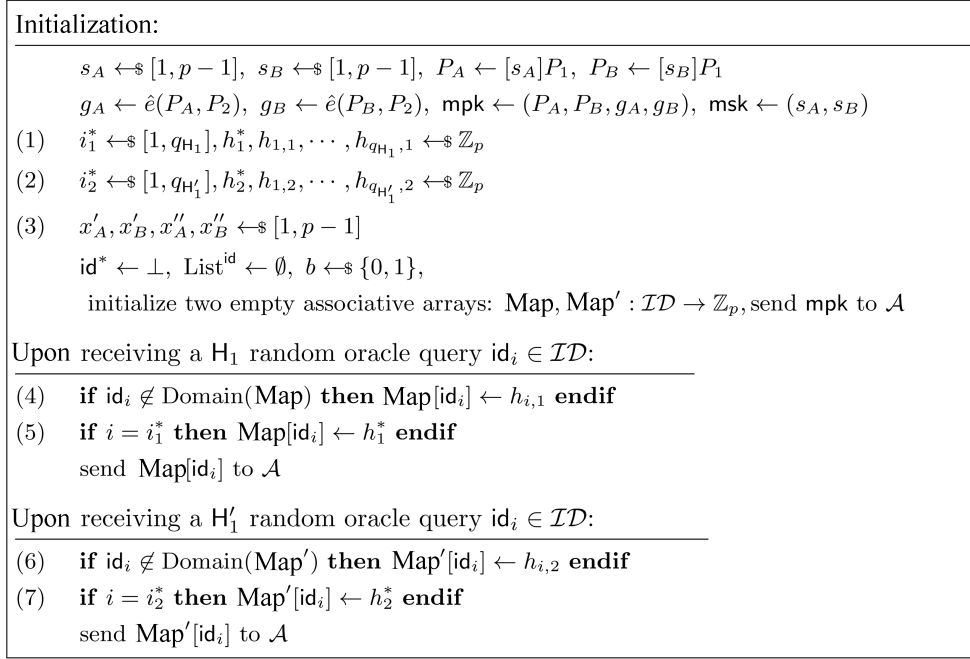 Initialization:
s_A ←$ [1, p − 1], s_B ←$ [1, p − 1], P_A ← [s_A]P_1, P_B ← [s_B]P_1
g_A ← ê(P_A, P_2), g_B ← ê(P_B, P_2), mpk ← (P_A, P_B, g_A, g_B), msk ← (s_A, s_B)
(1) i_1^* ←$ [1, q_{H_1}], h_1^*, h_{1,1}, ⋯ , h_{q_{H_1},1} ←$ ℤ_p
(2) i_2^* ←$ [1, q_{H_1′}], h_2^*, h_{1,2}, ⋯ , h_{q_{H_1′},2} ←$ ℤ_p
(3) x′_A, x′_B, x″_A, x″_B ←$ [1, p − 1]
id^* ← ⊥, List^{id} ← ∅, b ←$ {0, 1},
initialize two empty associative arrays: Map, Map′ : ℐ𝒟 → ℤ_p, send mpk to 𝒜
Upon receiving a H_1 random oracle query id_i ∈ ℐ𝒟:
(4) if id_i ∉ Domain(Map) then Map[id_i] ← h_{i,1} endif
(5) if i = i_1^* then Map[id_i] ← h_1^* endif
send Map[id_i] to 𝒜
Upon receiving a H_1′ random oracle query id_i ∈ ℐ𝒟:
(6) if id_i ∉ Domain(Map′) then Map′[id_i] ← h_{i,2} endif
(7) if i = i_2^* then Map′[id_i] ← h_2^* endif
send Map′[id_i] to 𝒜